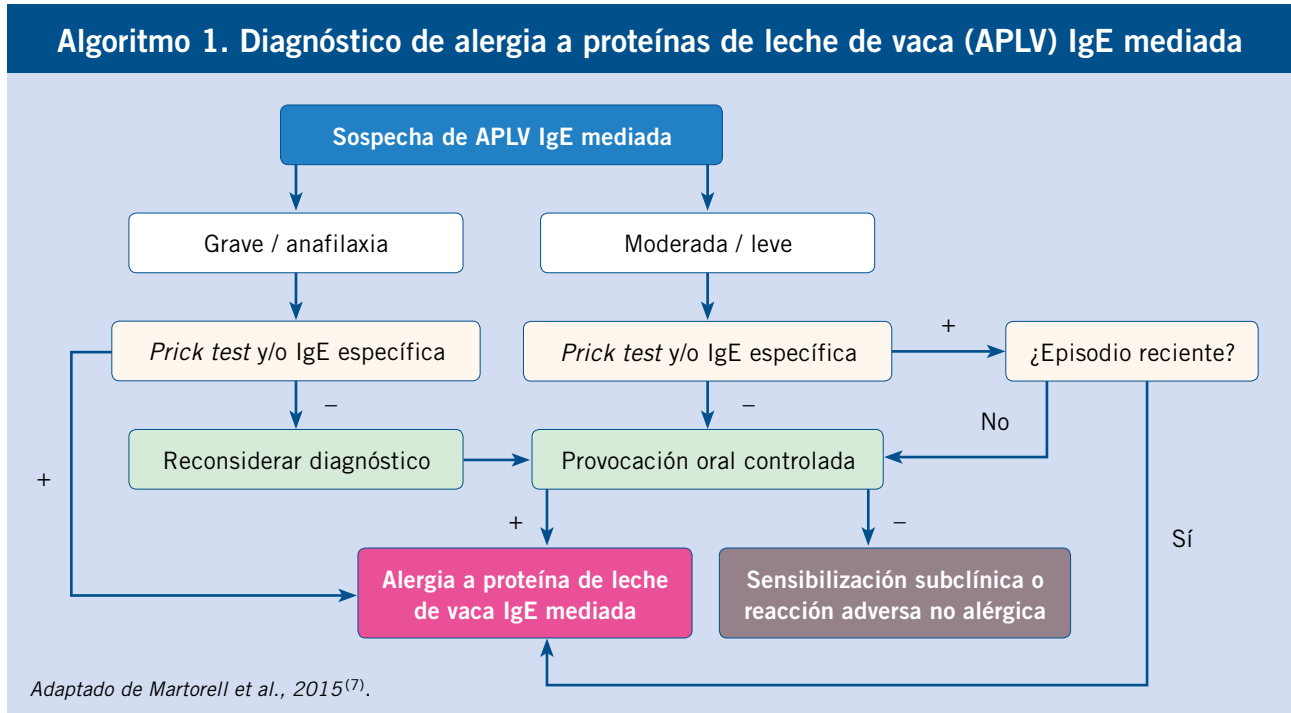 Algoritmo 1. Diagnóstico de alergia a proteínas de leche de vaca (APLV) IgE mediada
Sospecha de APLV IgE mediada
Grave / anafilaxia
Moderada / leve
Prick test y/o IgE específica
Prick test y/o IgE específica
+
¿Episodio reciente?
–
–
No
Reconsiderar diagnóstico
Provocación oral controlada
+
+
–
Sí
Alergia a proteína de leche
de vaca IgE mediada
Sensibilización subclínica o
reacción adversa no alérgica
Adaptado de Martorell et al., 2015(7).